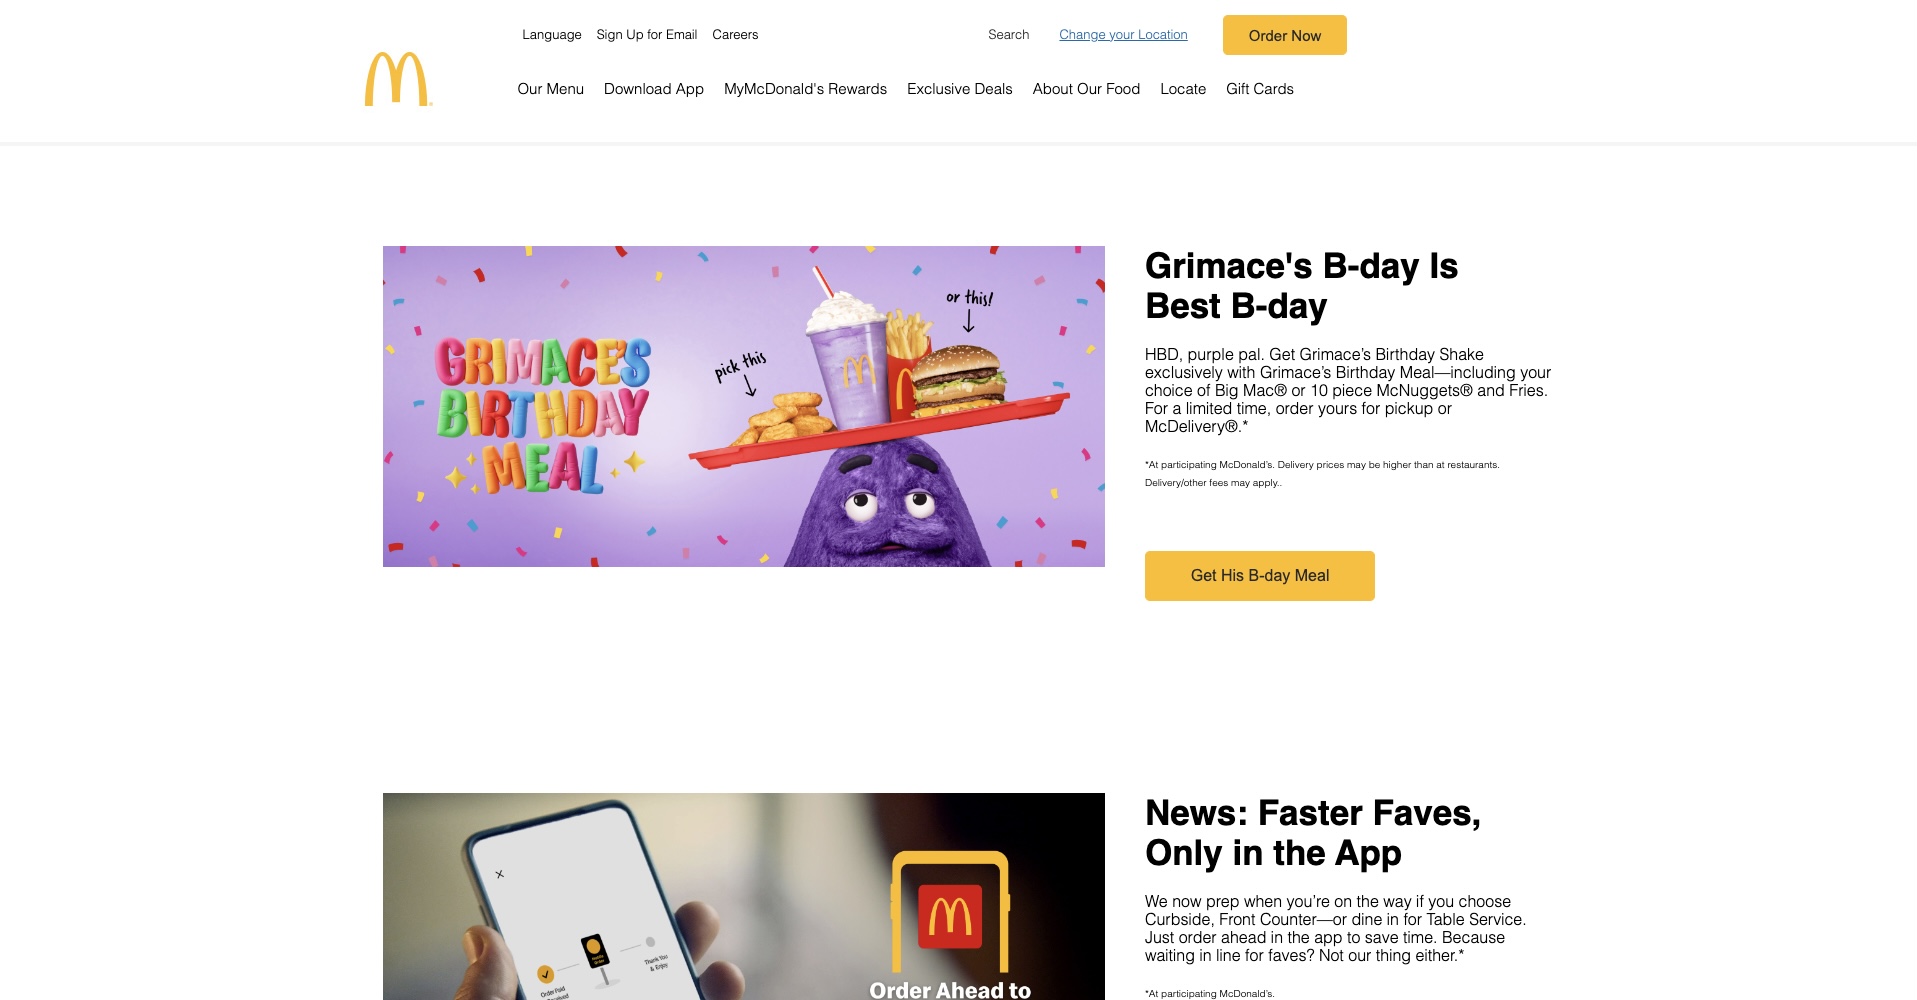 Language Sign Up for Email Careers Search Change your Location Order Now
Our Menu Download App MyMcDonald's Rewards Exclusive Deals About Our Food Locate Gift Cards
GRIMACE'S
BIRTHDAY
MEAL
pick this
or this!
Grimace's B-day Is
Best B-day
HBD, purple pal. Get Grimace’s Birthday Shake
exclusively with Grimace’s Birthday Meal—including your
choice of Big Mac® or 10 piece McNuggets® and Fries.
For a limited time, order yours for pickup or
McDelivery®.*
*At participating McDonald’s. Delivery prices may be higher than at restaurants.
Delivery/other fees may apply..
Get His B-day Meal
Order Paid
Thank You
& Enjoy
Order Ahead to
News: Faster Faves,
Only in the App
We now prep when you’re on the way if you choose
Curbside, Front Counter—or dine in for Table Service.
Just order ahead in the app to save time. Because
waiting in line for faves? Not our thing either.*
*At participating McDonald’s.